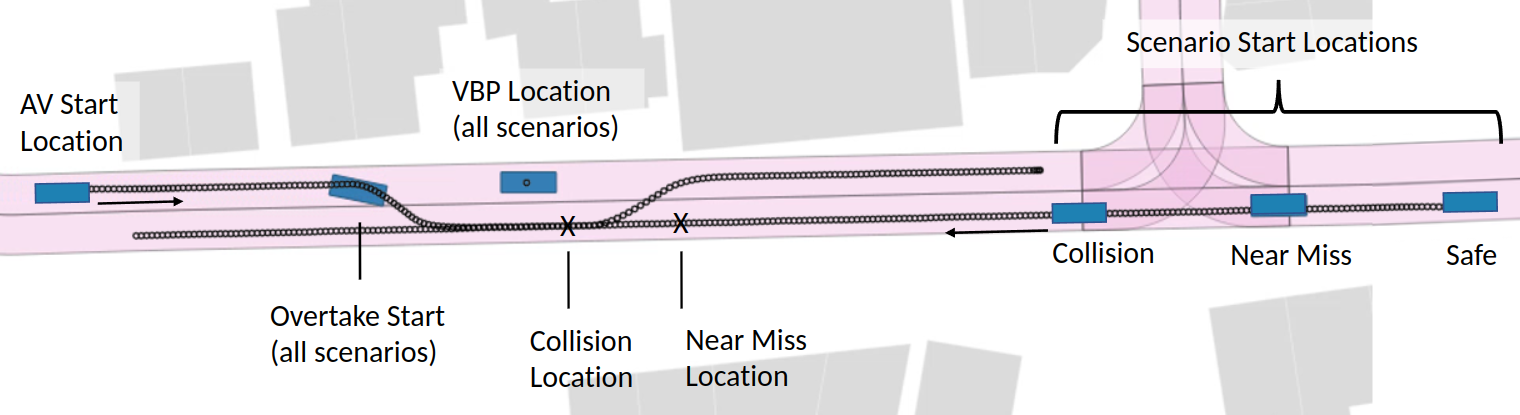 Scenario Start Locations
AV Start
Location
VBP Location
(all scenarios)
X
X
Collision
Near Miss
Safe
Overtake Start
(all scenarios)
Collision
Location
Near Miss
Location